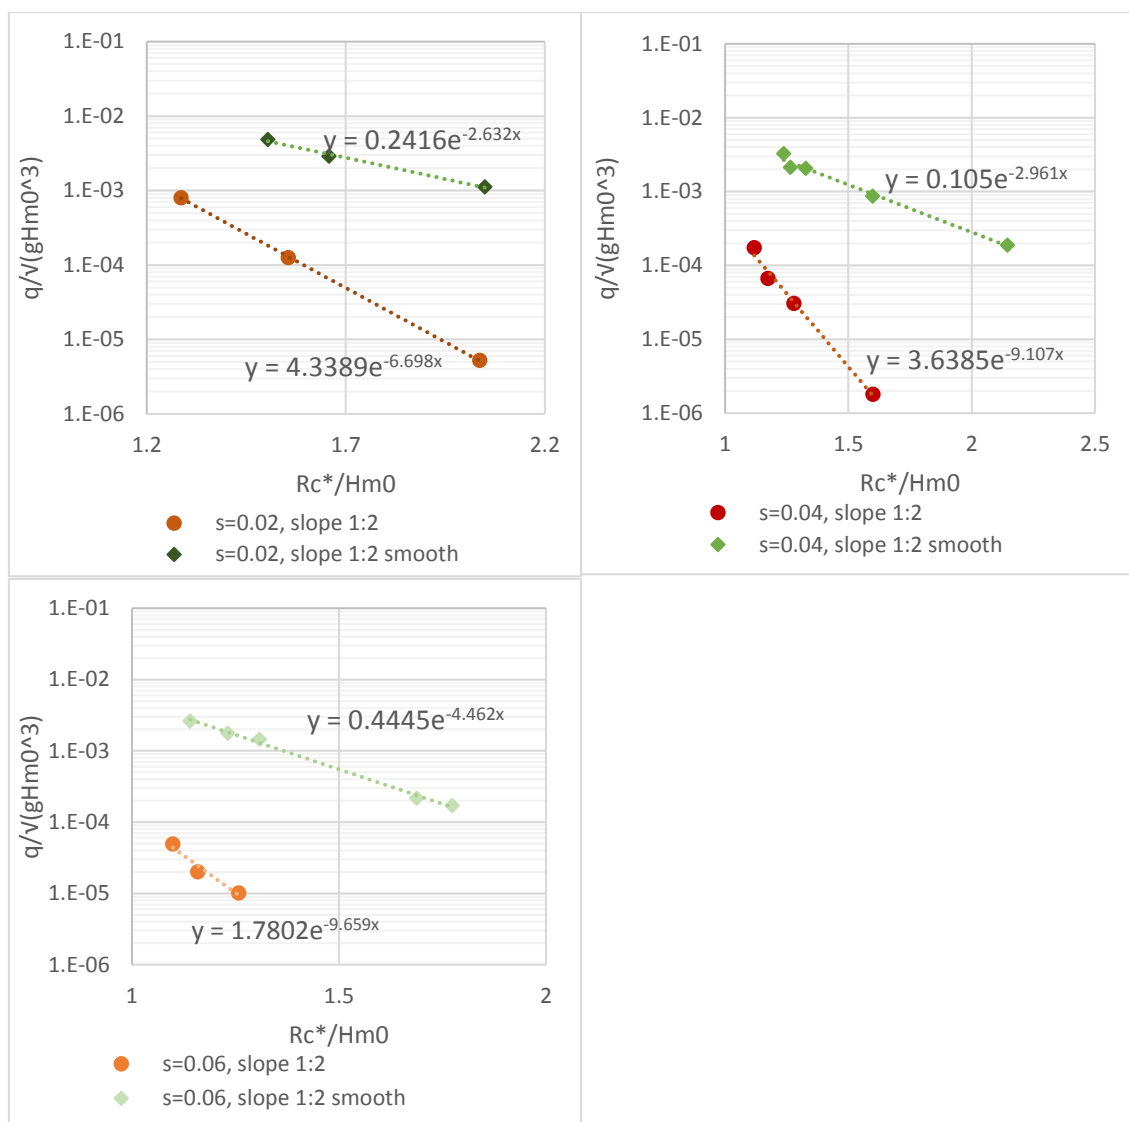 1.E-01
1.E-02
1.E-03
1.E-04
1.E-05
1.E-06
q/√(gHm0^3)
y = 0.2416e^-2.632x
y = 4.3389e^-6.698x
1.2 1.7 2.2
Rc*/Hm0
s=0.02, slope 1:2
s=0.02, slope 1:2 smooth
1.E-01
1.E-02
1.E-03
1.E-04
1.E-05
1.E-06
q/√(gHm0^3)
y = 0.105e^-2.961x
y = 3.6385e^-9.107x
1 1.5 2 2.5
Rc*/Hm0
s=0.04, slope 1:2
s=0.04, slope 1:2 smooth
1.E-01
1.E-02
1.E-03
1.E-04
1.E-05
1.E-06
q/√(gHm0^3)
y = 0.4445e^-4.462x
y = 1.7802e^-9.659x
1 1.5 2
Rc*/Hm0
s=0.06, slope 1:2
s=0.06, slope 1:2 smooth